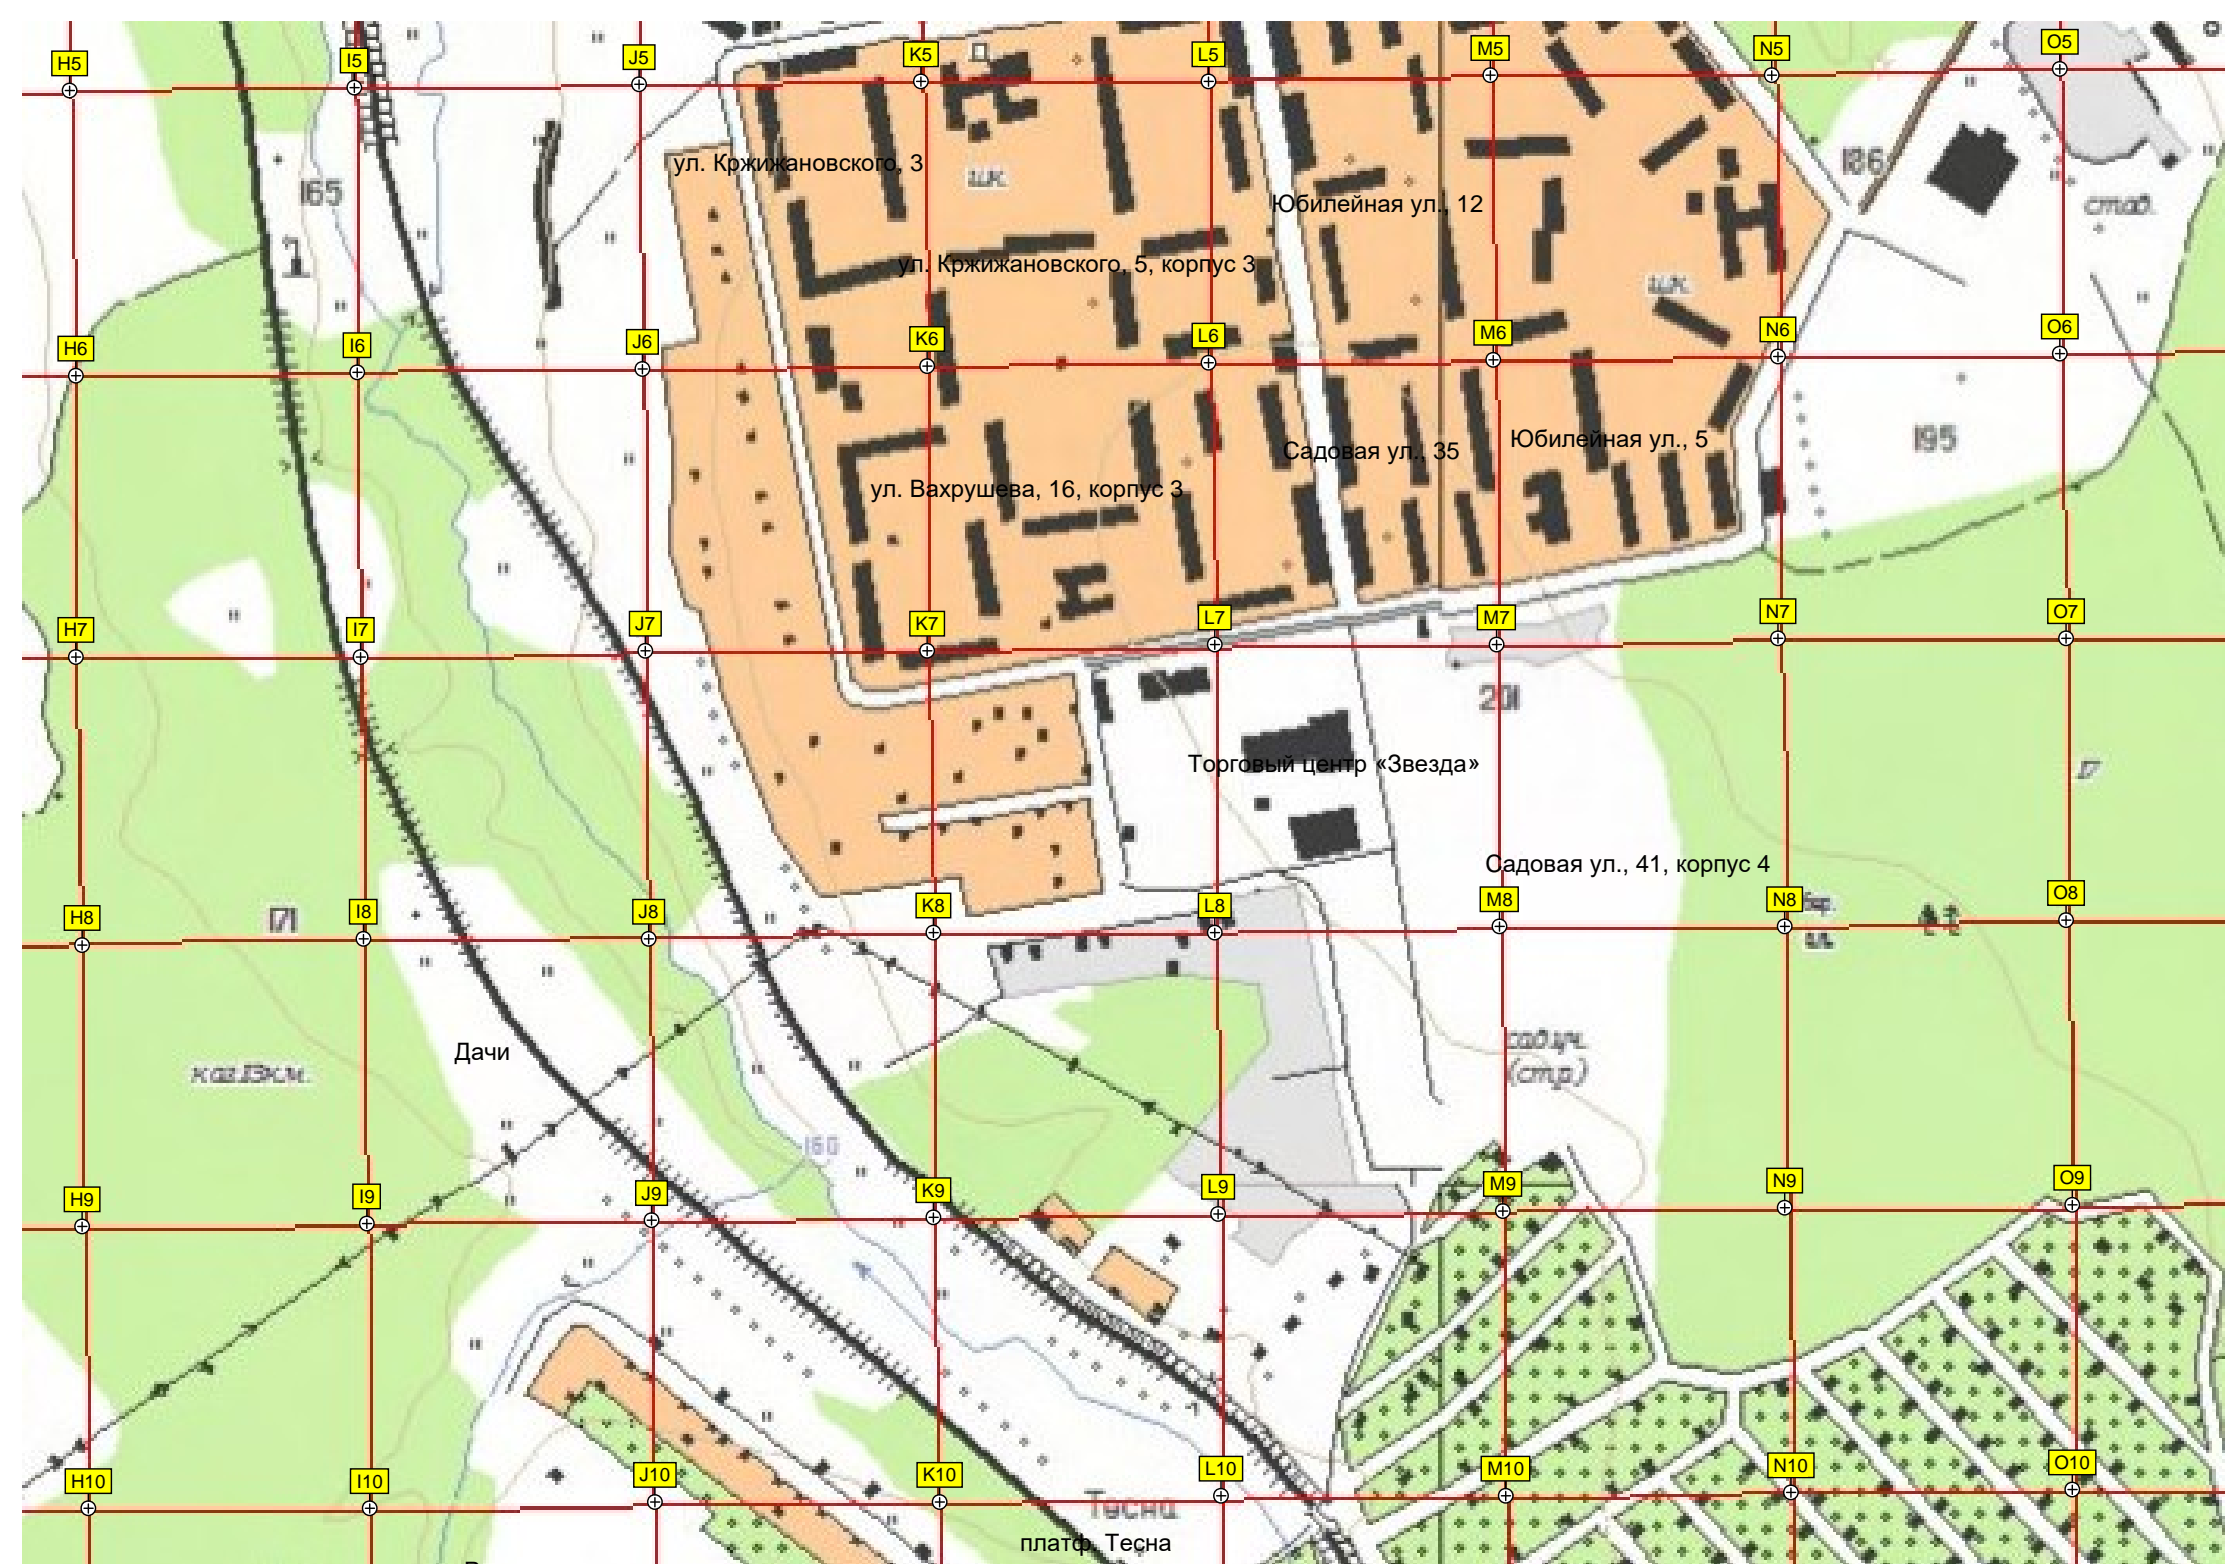 H5
I5
J5
K5
L5
M5
N5
O5
ул. Кржижановского, 3
шк.
186
165
Юбилейная ул., 12
стад.
ул. Кржижановского, 5, корпус 3
шк.
H6
I6
J6
K6
L6
M6
N6
O6
Садовая ул., 35
Юбилейная ул., 5
195
ул. Вахрушева, 16, корпус 3
H7
I7
J7
K7
L7
M7
N7
O7
201
Торговый центр «Звезда»
17
Садовая ул., 41, корпус 4
H8
I8
J8
K8
L8
M8
N8
O8
171
Дачи
сад.уч.
(стр.)
160
H9
I9
J9
K9
L9
M9
N9
O9
H10
I10
J10
K10
L10
M10
N10
O10
Тесна
платф. Тесна